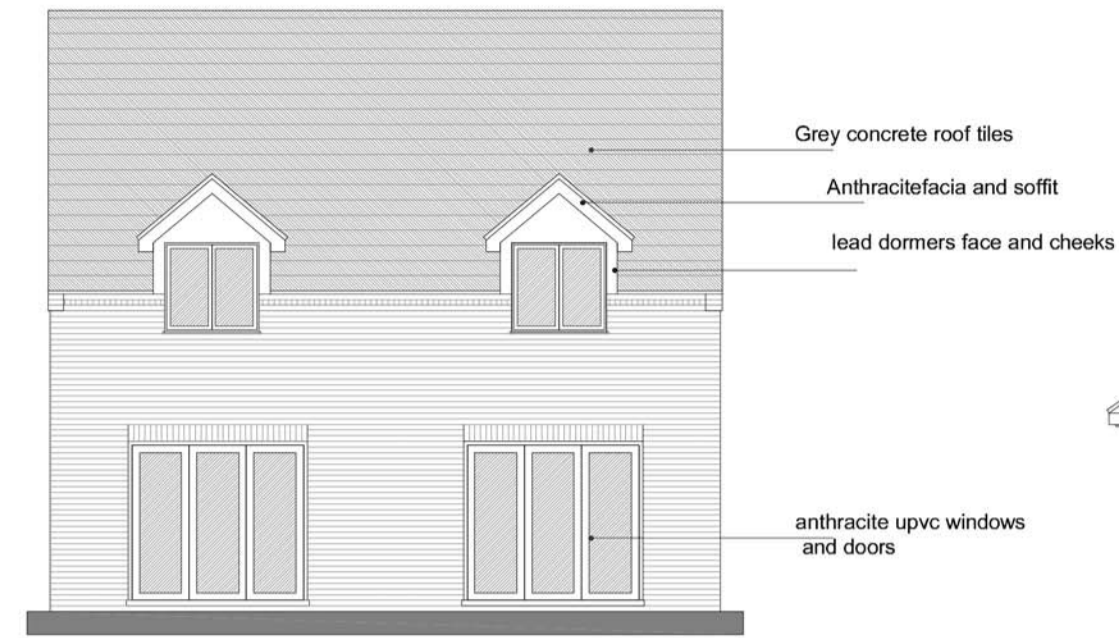 Grey concrete roof tiles
Anthracitefacia and soffit
lead dormers face and cheeks
anthracite upvc windows
and doors